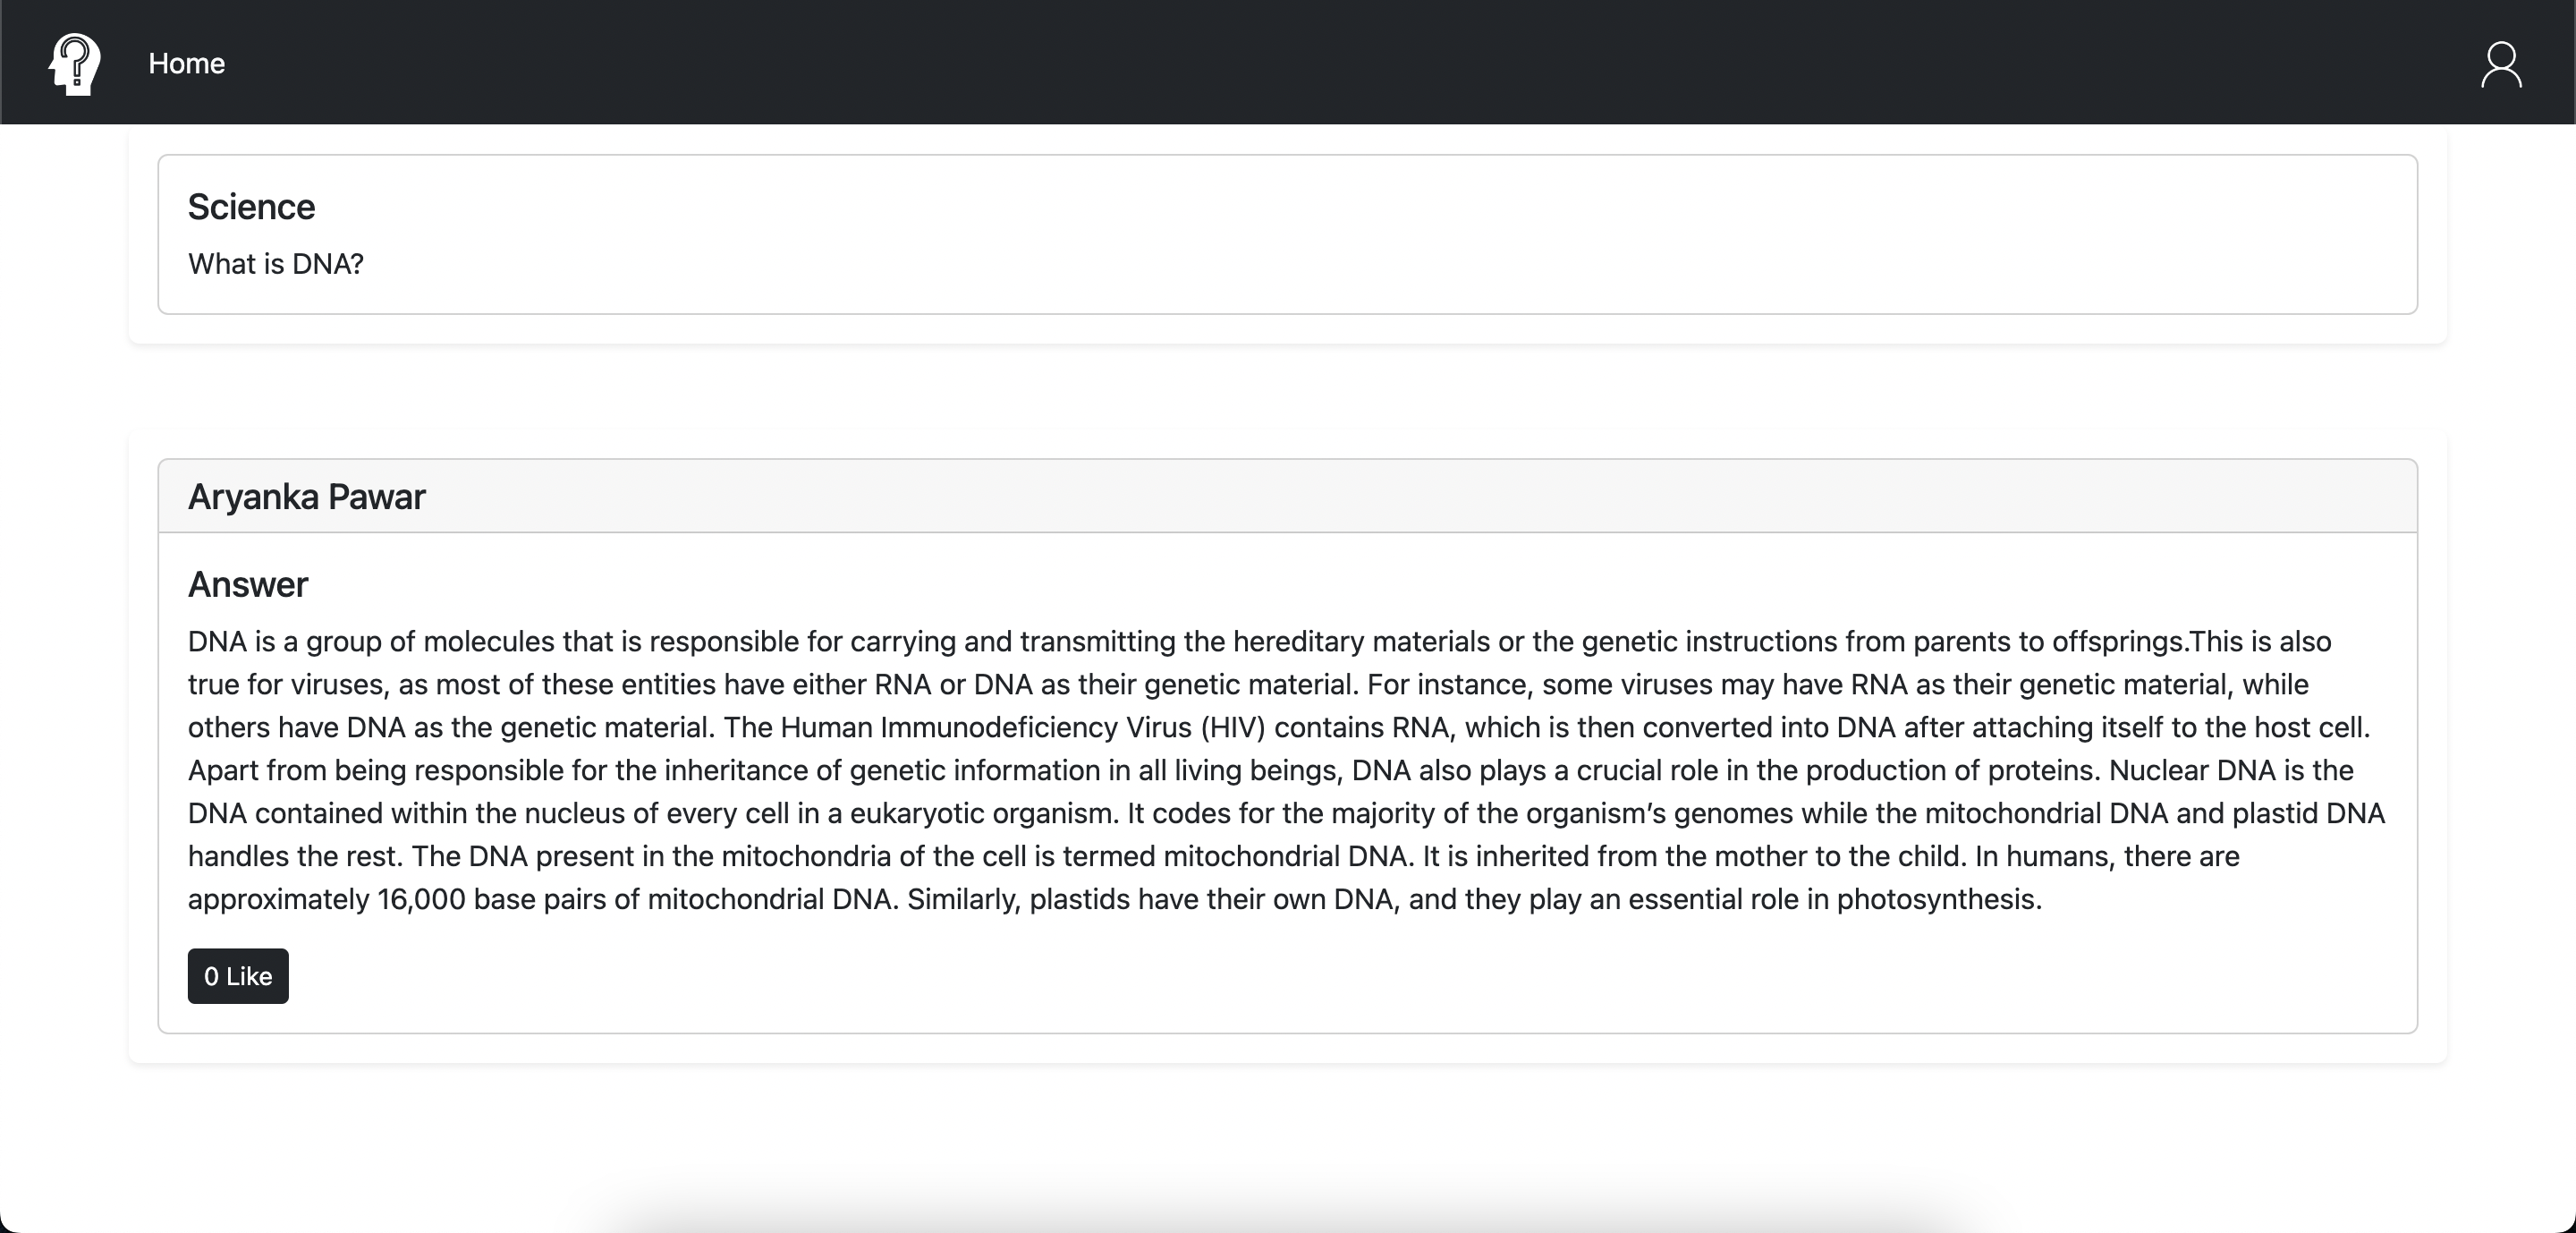 ?
Home
Science
What is DNA?
Aryanka Pawar
Answer
DNA is a group of molecules that is responsible for carrying and transmitting the hereditary materials or the genetic instructions from parents to offsprings.This is also
true for viruses, as most of these entities have either RNA or DNA as their genetic material. For instance, some viruses may have RNA as their genetic material, while
others have DNA as the genetic material. The Human Immunodeficiency Virus (HIV) contains RNA, which is then converted into DNA after attaching itself to the host cell.
Apart from being responsible for the inheritance of genetic information in all living beings, DNA also plays a crucial role in the production of proteins. Nuclear DNA is the
DNA contained within the nucleus of every cell in a eukaryotic organism. It codes for the majority of the organism’s genomes while the mitochondrial DNA and plastid DNA
handles the rest. The DNA present in the mitochondria of the cell is termed mitochondrial DNA. It is inherited from the mother to the child. In humans, there are
approximately 16,000 base pairs of mitochondrial DNA. Similarly, plastids have their own DNA, and they play an essential role in photosynthesis.
0 Like